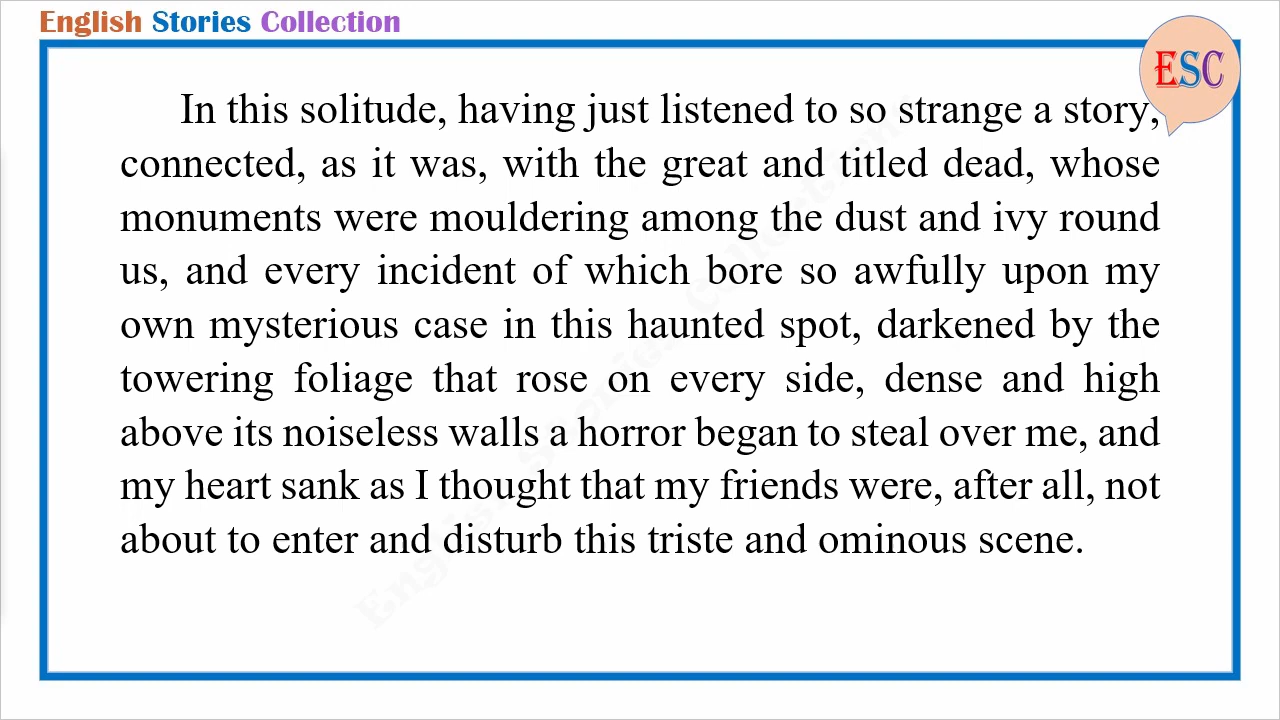 English Stories Collection
ESC
In this solitude, having just listened to so strange a story,
connected, as it was, with the great and titled dead, whose
monuments were mouldering among the dust and ivy round
us, and every incident of which bore so awfully upon my
own mysterious case in this haunted spot, darkened by the
towering foliage that rose on every side, dense and high
above its noiseless walls a horror began to steal over me, and
my heart sank as I thought that my friends were, after all, not
about to enter and disturb this triste and ominous scene.
English Stories Collection